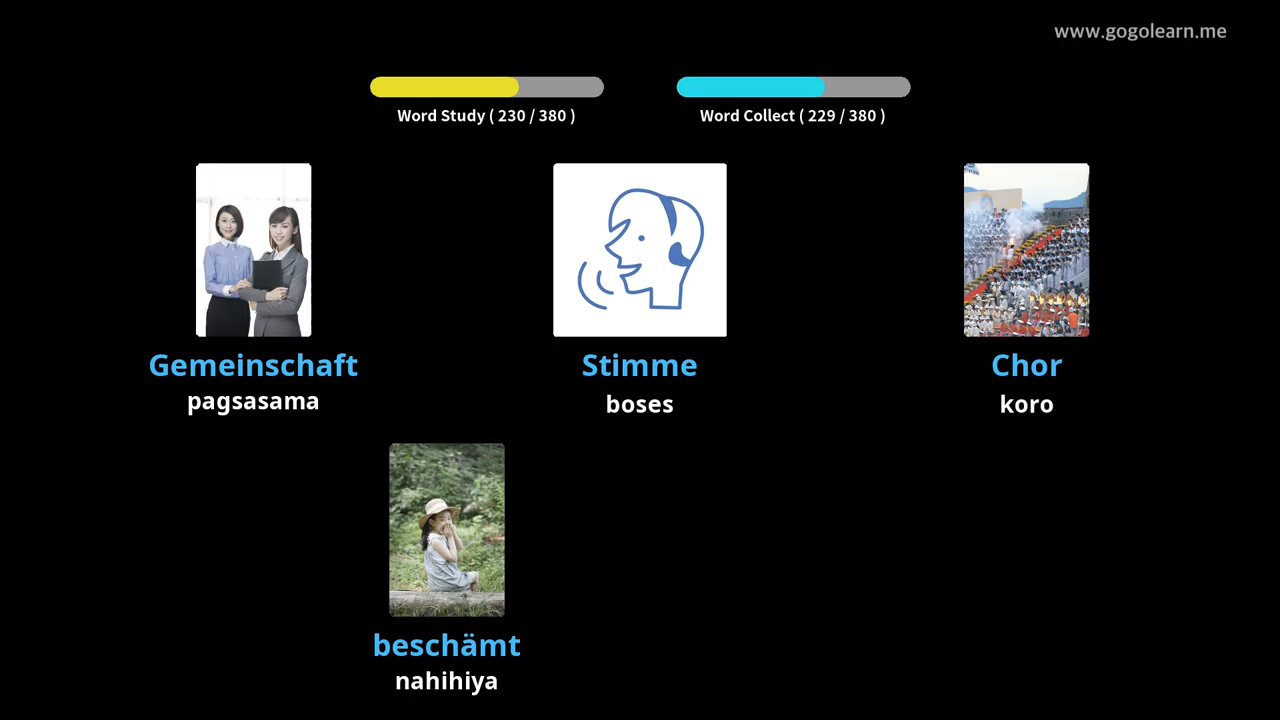 www.gogolearn.me
Word Study ( 230 / 380 )
Word Collect ( 229 / 380 )
Gemeinschaft
pagsasama
Stimme
boses
Chor
koro
beschämt
nahihiya